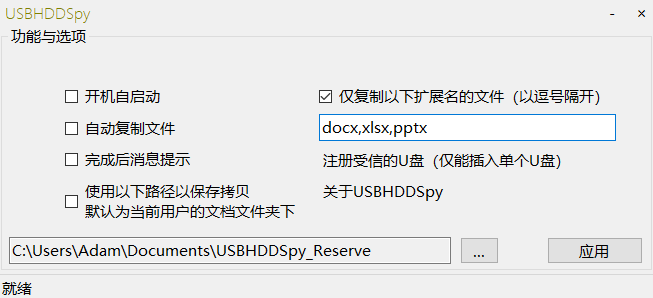 USBHDDSpy
功能与选项
开机自启动
仅复制以下扩展名的文件（以逗号隔开）
自动复制文件
docx,xlsx,pptx
完成后消息提示
注册受信的U盘（仅能插入单个U盘）
使用以下路径以保存拷贝
默认为当前用户的文档文件夹下
关于USBHDDSpy
C:\Users\Adam\Documents\USBHDDSpy_Reserve
...
应用
就绪